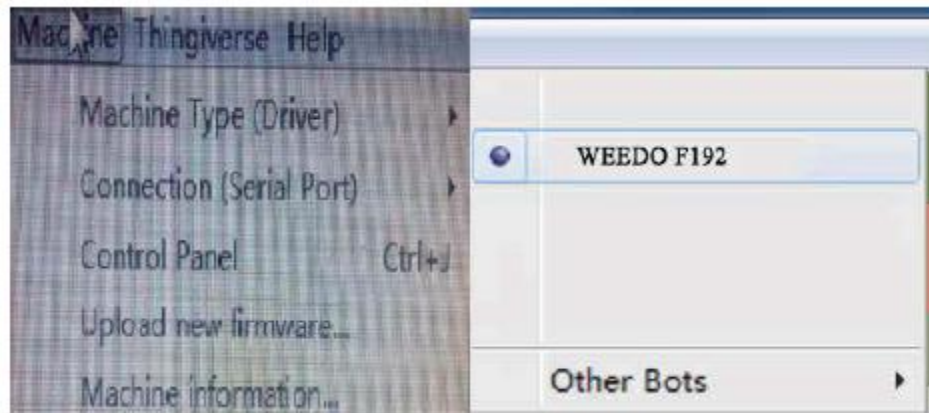 Machine Thingiverse Help
Machine Type (Driver)
Connection (Serial Port)
Control Panel Ctrl+J
Upload new firmware...
Machine information...
WEEDO F192
Other Bots